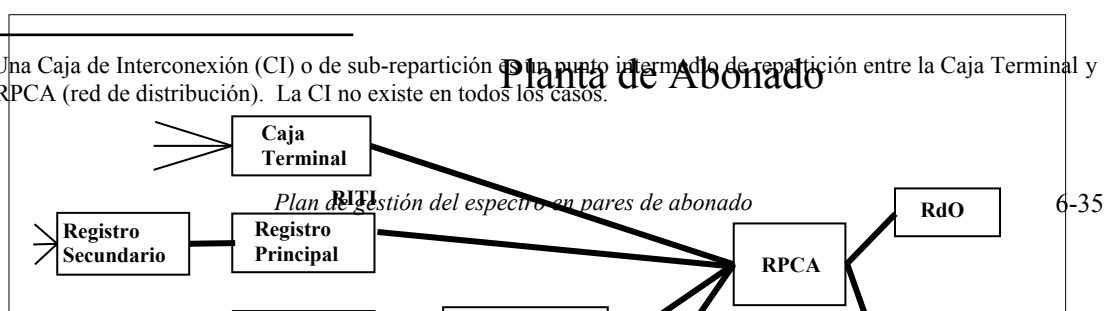 Una Caja de Interconexión (CI) o de sub-repartición es un punto intermedio de repartición entre la Caja Terminal y
Planta de Abonado
RPCA (red de distribución). La CI no existe en todos los casos.
Caja
Terminal
RITI
Plan de gestión del espectro en pares de abonado
6-35
RdO
Registro
Secundario
Registro
Principal
RPCA